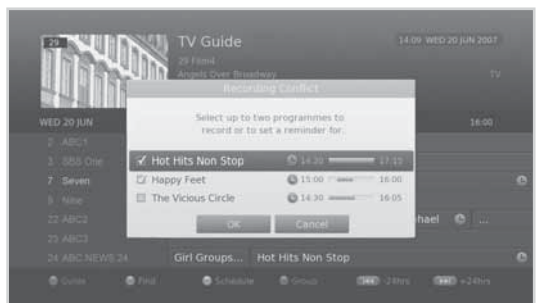 29
TV Guide
14:09 WED 20 JUN 2007
29 Film4
Angels Over Broadway
TV
Recording Conflict
Select up to two programmes to
record or to set a reminder for.
WED 20 JUN
16:00
2 ABC1
3 SBS One
7 Seven
9 Nine
22 ABC2
23 ABC3
24 ABC NEWS 24
Hot Hits Non Stop 14:30 17:15
Happy Feet 15:00 16:00
The Vicious Circle 14:30 16:05
OK Cancel
hael
...
Girl Groups... Hot Hits Non Stop
Guide Find Schedule Group -24hrs +24hrs